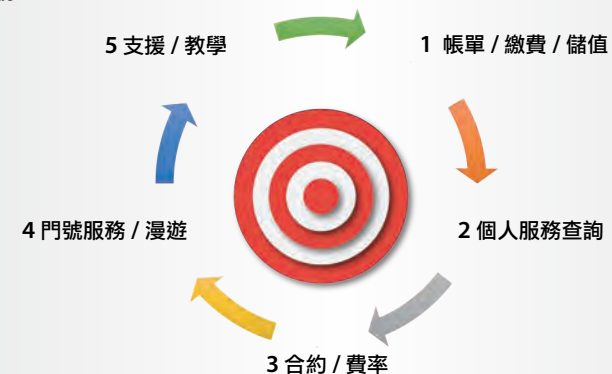 5 支援 / 教學
1 帳單 / 繳費 / 儲值
4 門號服務 / 漫遊
2 個人服務查詢
3 合約 / 費率